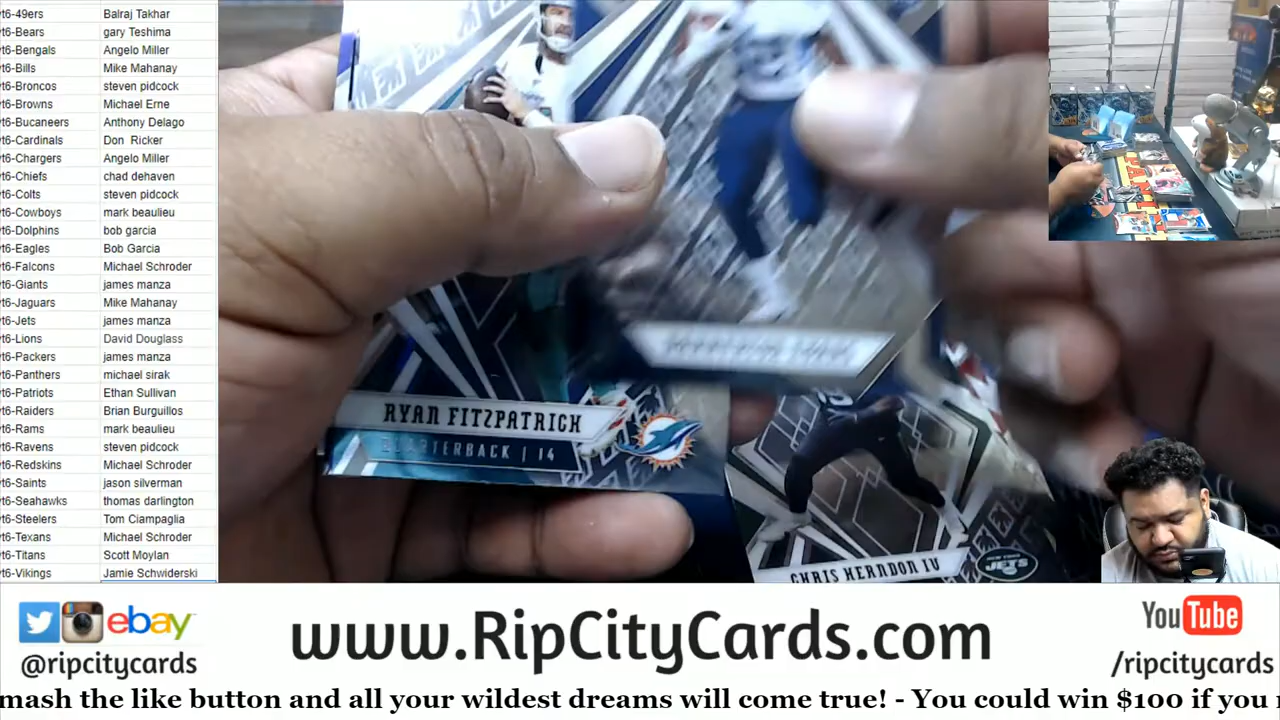 t6-49ers Balraj Takhar
t6-Bears gary Teshima
t6-Bengals Angelo Miller
t6-Bills Mike Mahanay
t6-Broncos steven pidcock
t6-Browns Michael Erne
t6-Bucaneers Anthony Delago
t6-Cardinals Don Ricker
t6-Chargers Angelo Miller
t6-Chiefs chad dehaven
t6-Colts steven pidcock
t6-Cowboys mark beaulieu
t6-Dolphins bob garcia
t6-Eagles Bob Garcia
t6-Falcons Michael Schroder
t6-Giants james manza
t6-Jaguars Mike Mahanay
t6-Jets james manza
t6-Lions David Douglass
t6-Packers james manza
t6-Panthers michael sirak
t6-Patriots Ethan Sullivan
t6-Raiders Brian Burguillos
t6-Rams mark beaulieu
t6-Ravens steven pidcock
t6-Redskins Michael Schroder
t6-Saints jason silverman
t6-Seahawks thomas darlington
t6-Steelers Tom Ciampaglia
t6-Texans Michael Schroder
t6-Titans Scott Moylan
t6-Vikings Jamie Schwiderski
RYAN FITZPATRICK
QUARTERBACK | 14
CHRIS HERNDON IV
JETS
ebay
@ripcitycards
www.RipCityCards.com
YouTube
/ripcitycards
mash the like button and all your wildest dreams will come true! - You could win $100 if you